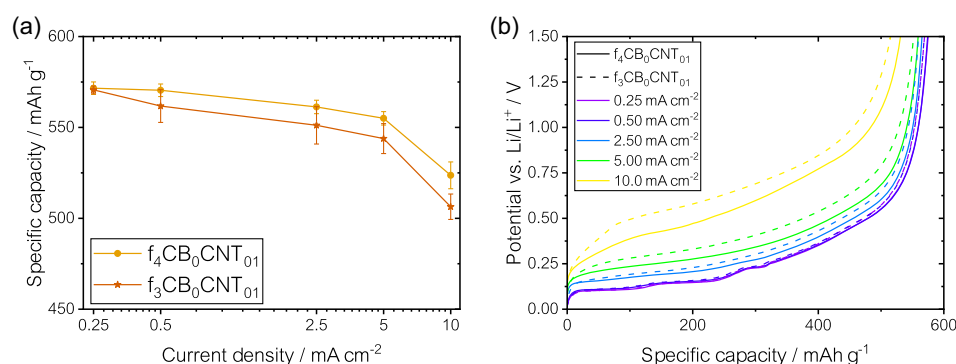 (a)
600
550
500
450
Specific capacity / mAh g⁻¹
f₄CB₀CNT₀₁
f₃CB₀CNT₀₁
0.25 0.5 2.5 5 10
Current density / mA cm⁻²
(b)
1.50
1.25
1.00
0.75
0.50
0.25
0.00
Potential vs. Li/Li⁺ / V
f₄CB₀CNT₀₁
f₃CB₀CNT₀₁
0.25 mA cm⁻²
0.50 mA cm⁻²
2.50 mA cm⁻²
5.00 mA cm⁻²
10.0 mA cm⁻²
0 200 400 600
Specific capacity / mAh g⁻¹